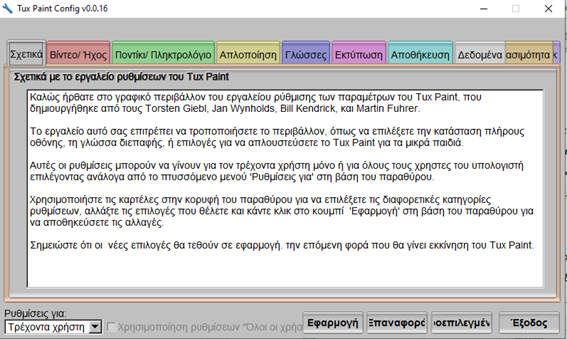 Tux Paint Config v0.0.16
Σχετικά Βίντεο/ Ήχος Ποντίκι/ Πληκτρολόγιο Απλοποίηση Γλώσσες Εκτύπωση Αποθήκευση Δεδομένα ασιμότητα
Σχετικά με το εργαλείο ρυθμίσεων του Tux Paint
Καλώς ήρθατε στο γραφικό περιβάλλον του εργαλείου ρύθμισης των παραμέτρων του Tux Paint, που
δημιουργήθηκε από τους Torsten Giebl, Jan Wynholds, Bill Kendrick, και Martin Fuhrer.
Το εργαλείο αυτό σας επιτρέπει να τροποποιήσετε το περιβάλλον, όπως να επιλέξετε την κατάσταση πλήρους
οθόνης, τη γλώσσα διεπαφής, ή επιλογές για να απλουστεύσετε το Tux Paint για τα μικρά παιδιά.
Αυτές οι ρυθμίσεις μπορούν να γίνουν για τον τρέχοντα χρήστη μόνο ή για όλους τους χρηστες του υπολογιστή
επιλέγοντας ανάλογα από το πτυσσόμενο μενού 'Ρυθμίσεις για' στη βάση του παραθύρου.
Χρησιμοποιήστε τις καρτέλες στην κορυφή του παραθύρου για να επιλέξετε τις διαφορετικές κατηγορίες
ρυθμίσεων, αλλάξτε τις επιλογές που θέλετε και κάντε κλικ στο κουμπί 'Εφαρμογή' στη βάση του παραθύρου για
να αποθηκεύσετε τις αλλαγές.
Σημειώστε ότι οι νέες επιλογές θα τεθούν σε εφαρμογή. την επόμενη φορά που θα γίνει εκκίνηση του Tux Paint.
Ρυθμίσεις για:
Τρέχοντα χρήστη Χρησιμοποίηση ρυθμίσεων "Όλοι οι χρήσ Εφαρμογή Επαναφορά ροεπιλεγμέν Έξοδος